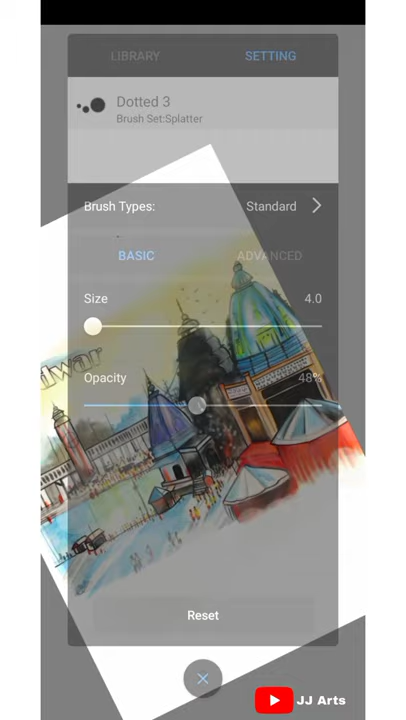 LIBRARY
SETTING
Dotted 3
Brush Set:Splatter
Brush Types:
Standard
BASIC
ADVANCED
Size
4.0
Opacity
48%
Reset
JJ Arts